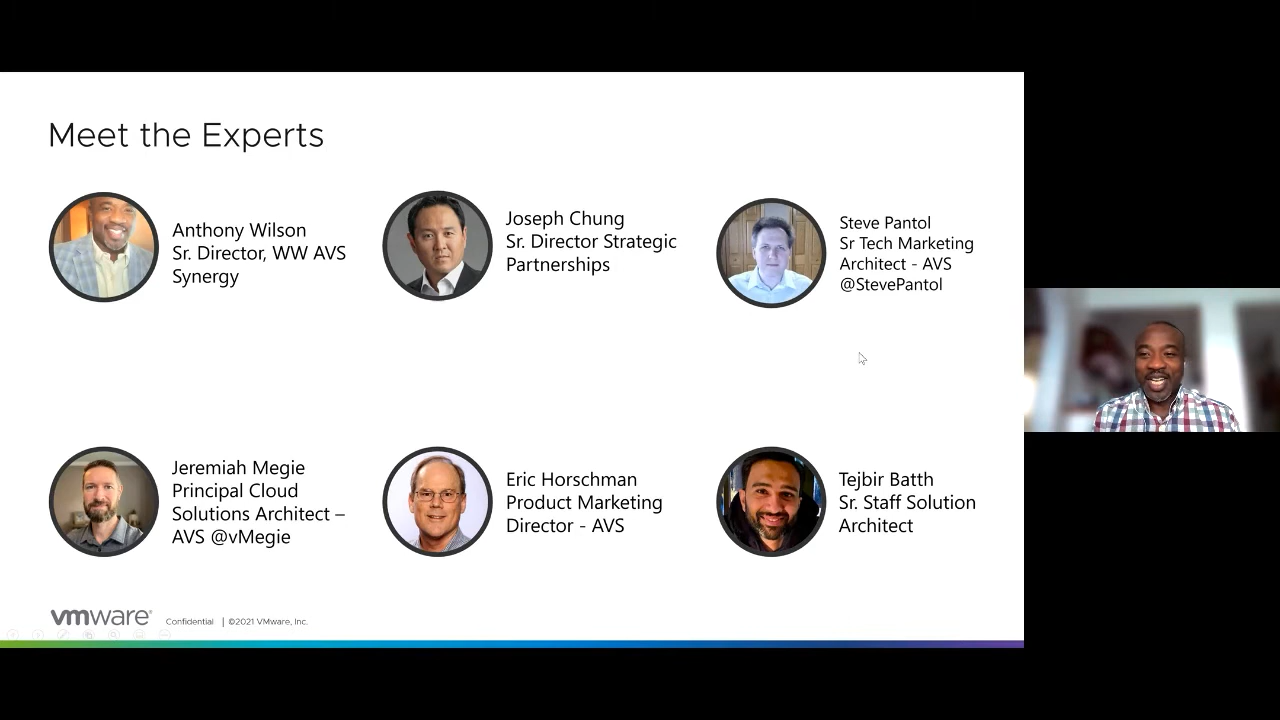 Meet the Experts
Anthony Wilson
Sr. Director, WW AVS
Synergy
Joseph Chung
Sr. Director Strategic
Partnerships
Steve Pantol
Sr Tech Marketing
Architect - AVS
@StevePantol
Jeremiah Megie
Principal Cloud
Solutions Architect –
AVS @vMegie
Eric Horschman
Product Marketing
Director - AVS
Tejbir Batth
Sr. Staff Solution
Architect
vmware®
Confidential | ©2021 VMware, Inc.